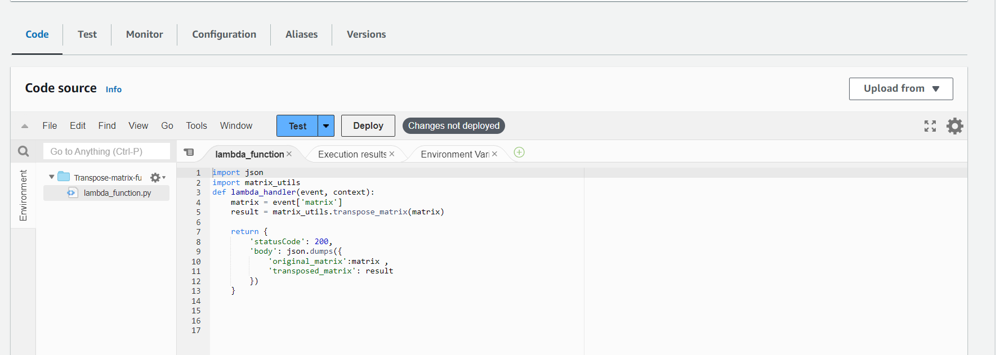 Code Test Monitor Configuration Aliases Versions
Code source Info
Upload from
File Edit Find View Go Tools Window Test Deploy Changes not deployed
Go to Anything (Ctrl-P)
lambda_function Execution results Environment Vari
Environment
Transpose-matrix-fu
lambda_function.py
1 import json
2 import matrix_utils
3 def lambda_handler(event, context):
4     matrix = event['matrix']
5     result = matrix_utils.transpose_matrix(matrix)
6
7     return {
8         'statusCode': 200,
9         'body': json.dumps({
10             'original_matrix':matrix ,
11             'transposed_matrix': result
12         })
13     }
14
15
16
17